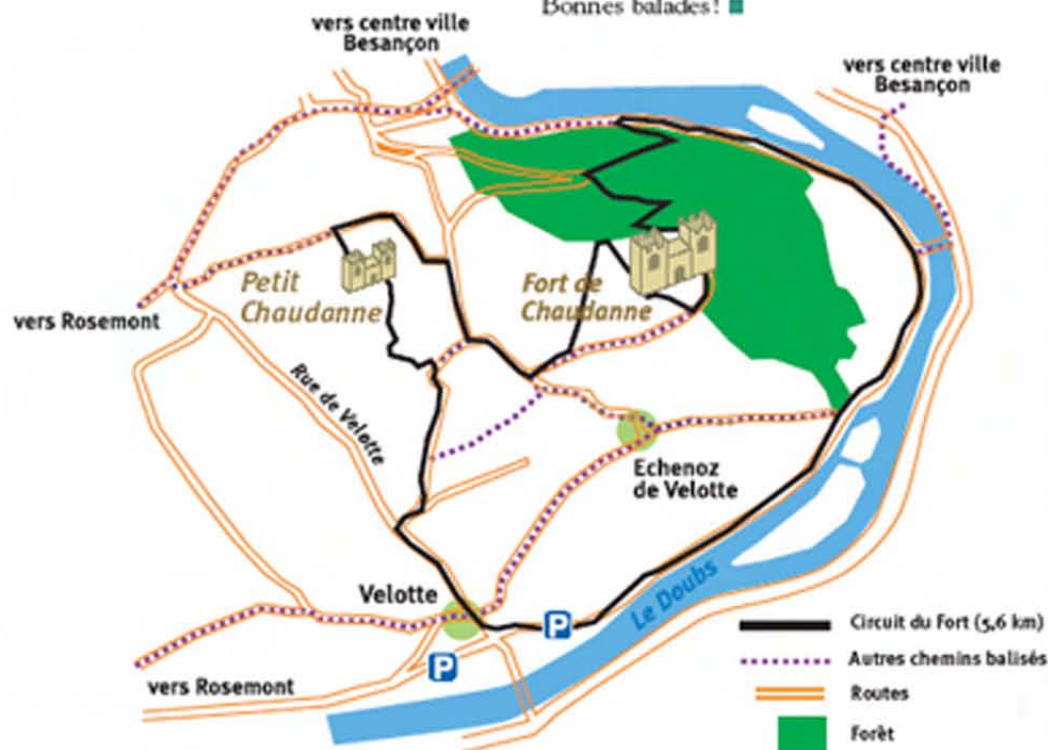 Bonnes balades!
vers centre ville
Besançon
vers centre ville
Besançon
Petit
Chaudanne
Fort de
Chaudanne
vers Rosemont
Rue de Velotte
Echenoz
de Velotte
Velotte
P
P
Le Doubs
vers Rosemont
Circuit du Fort (5,6 km)
Autres chemins balisés
Routes
Forêt